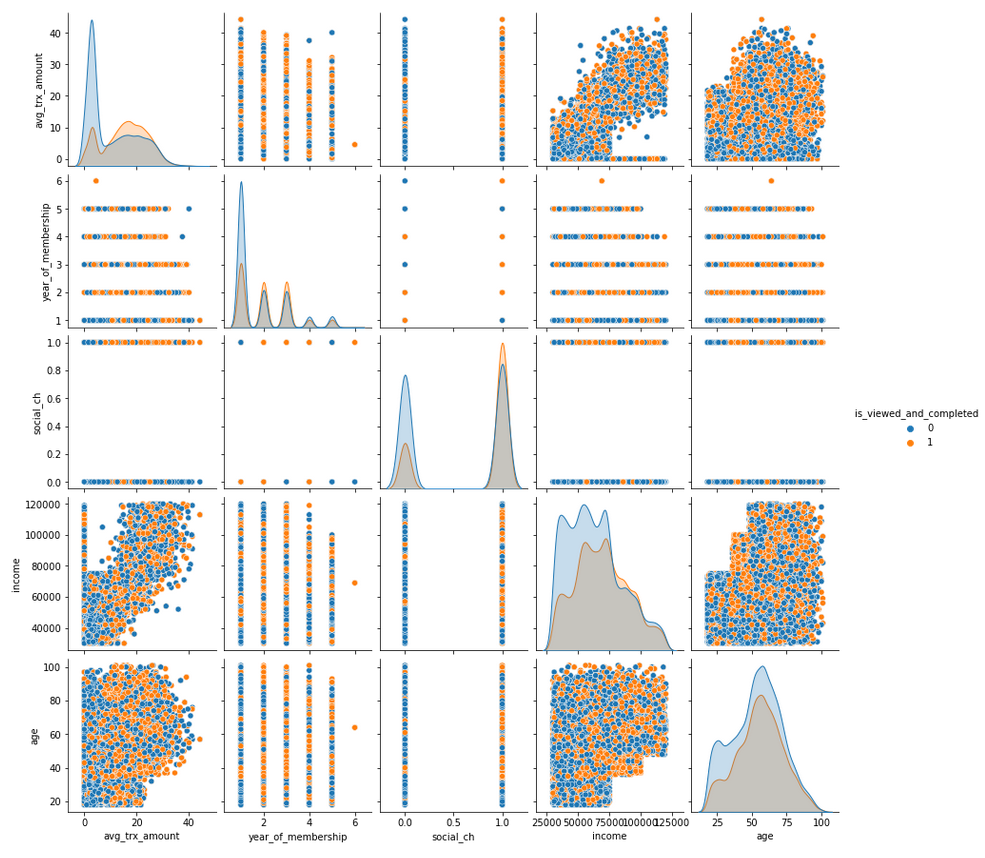 avg_trx_amount
40
30
20
10
0
year_of_membership
6
5
4
3
2
1
social_ch
1.0
0.8
0.6
0.4
0.2
0.0
is_viewed_and_completed
0
1
income
120000
100000
80000
60000
40000
age
100
80
60
40
20
0 20 40
2 4 6
0.0 0.5 1.0
25000 50000 75000 100000 125000
25 50 75 100
avg_trx_amount year_of_membership social_ch income age